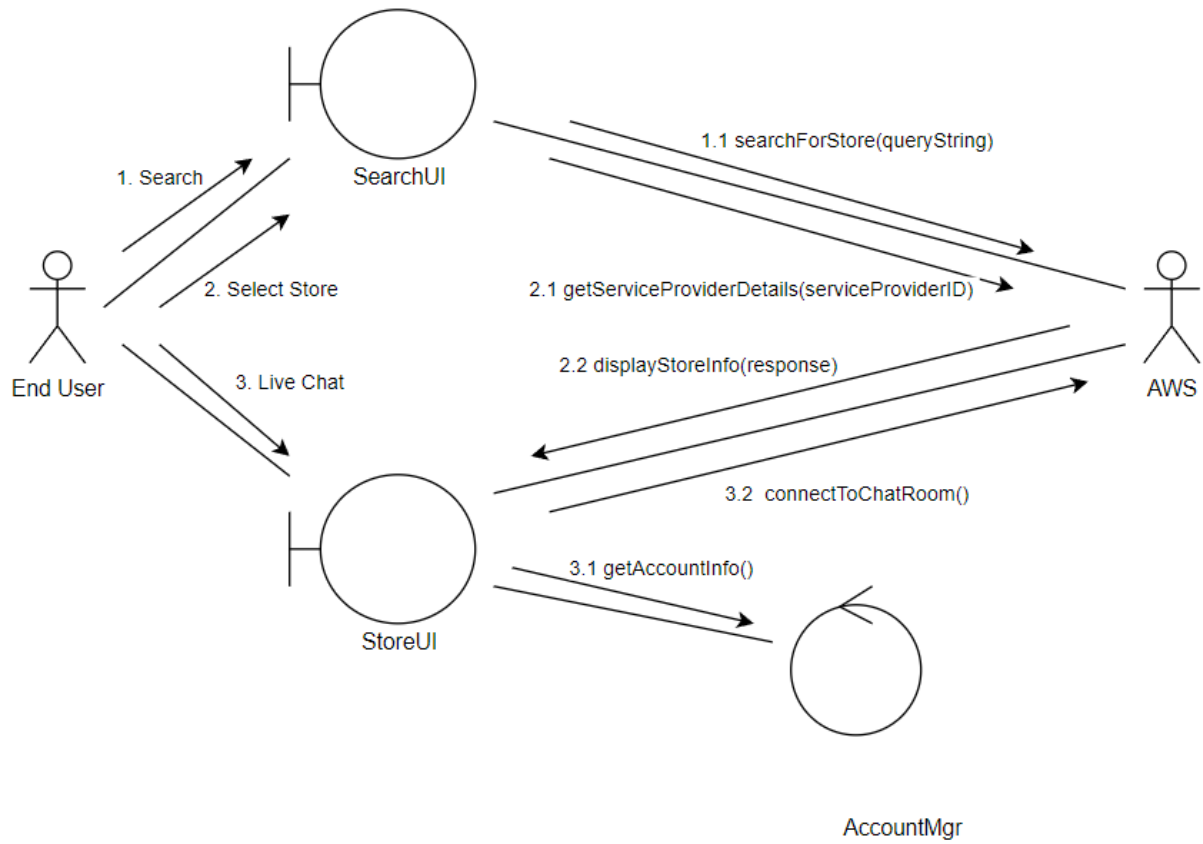 1.1 searchForStore(queryString)
SearchUI
1. Search
2. Select Store
2.1 getServiceProviderDetails(serviceProviderID)
2.2 displayStoreInfo(response)
End User
3. Live Chat
AWS
3.2 connectToChatRoom()
3.1 getAccountInfo()
StoreUI
AccountMgr